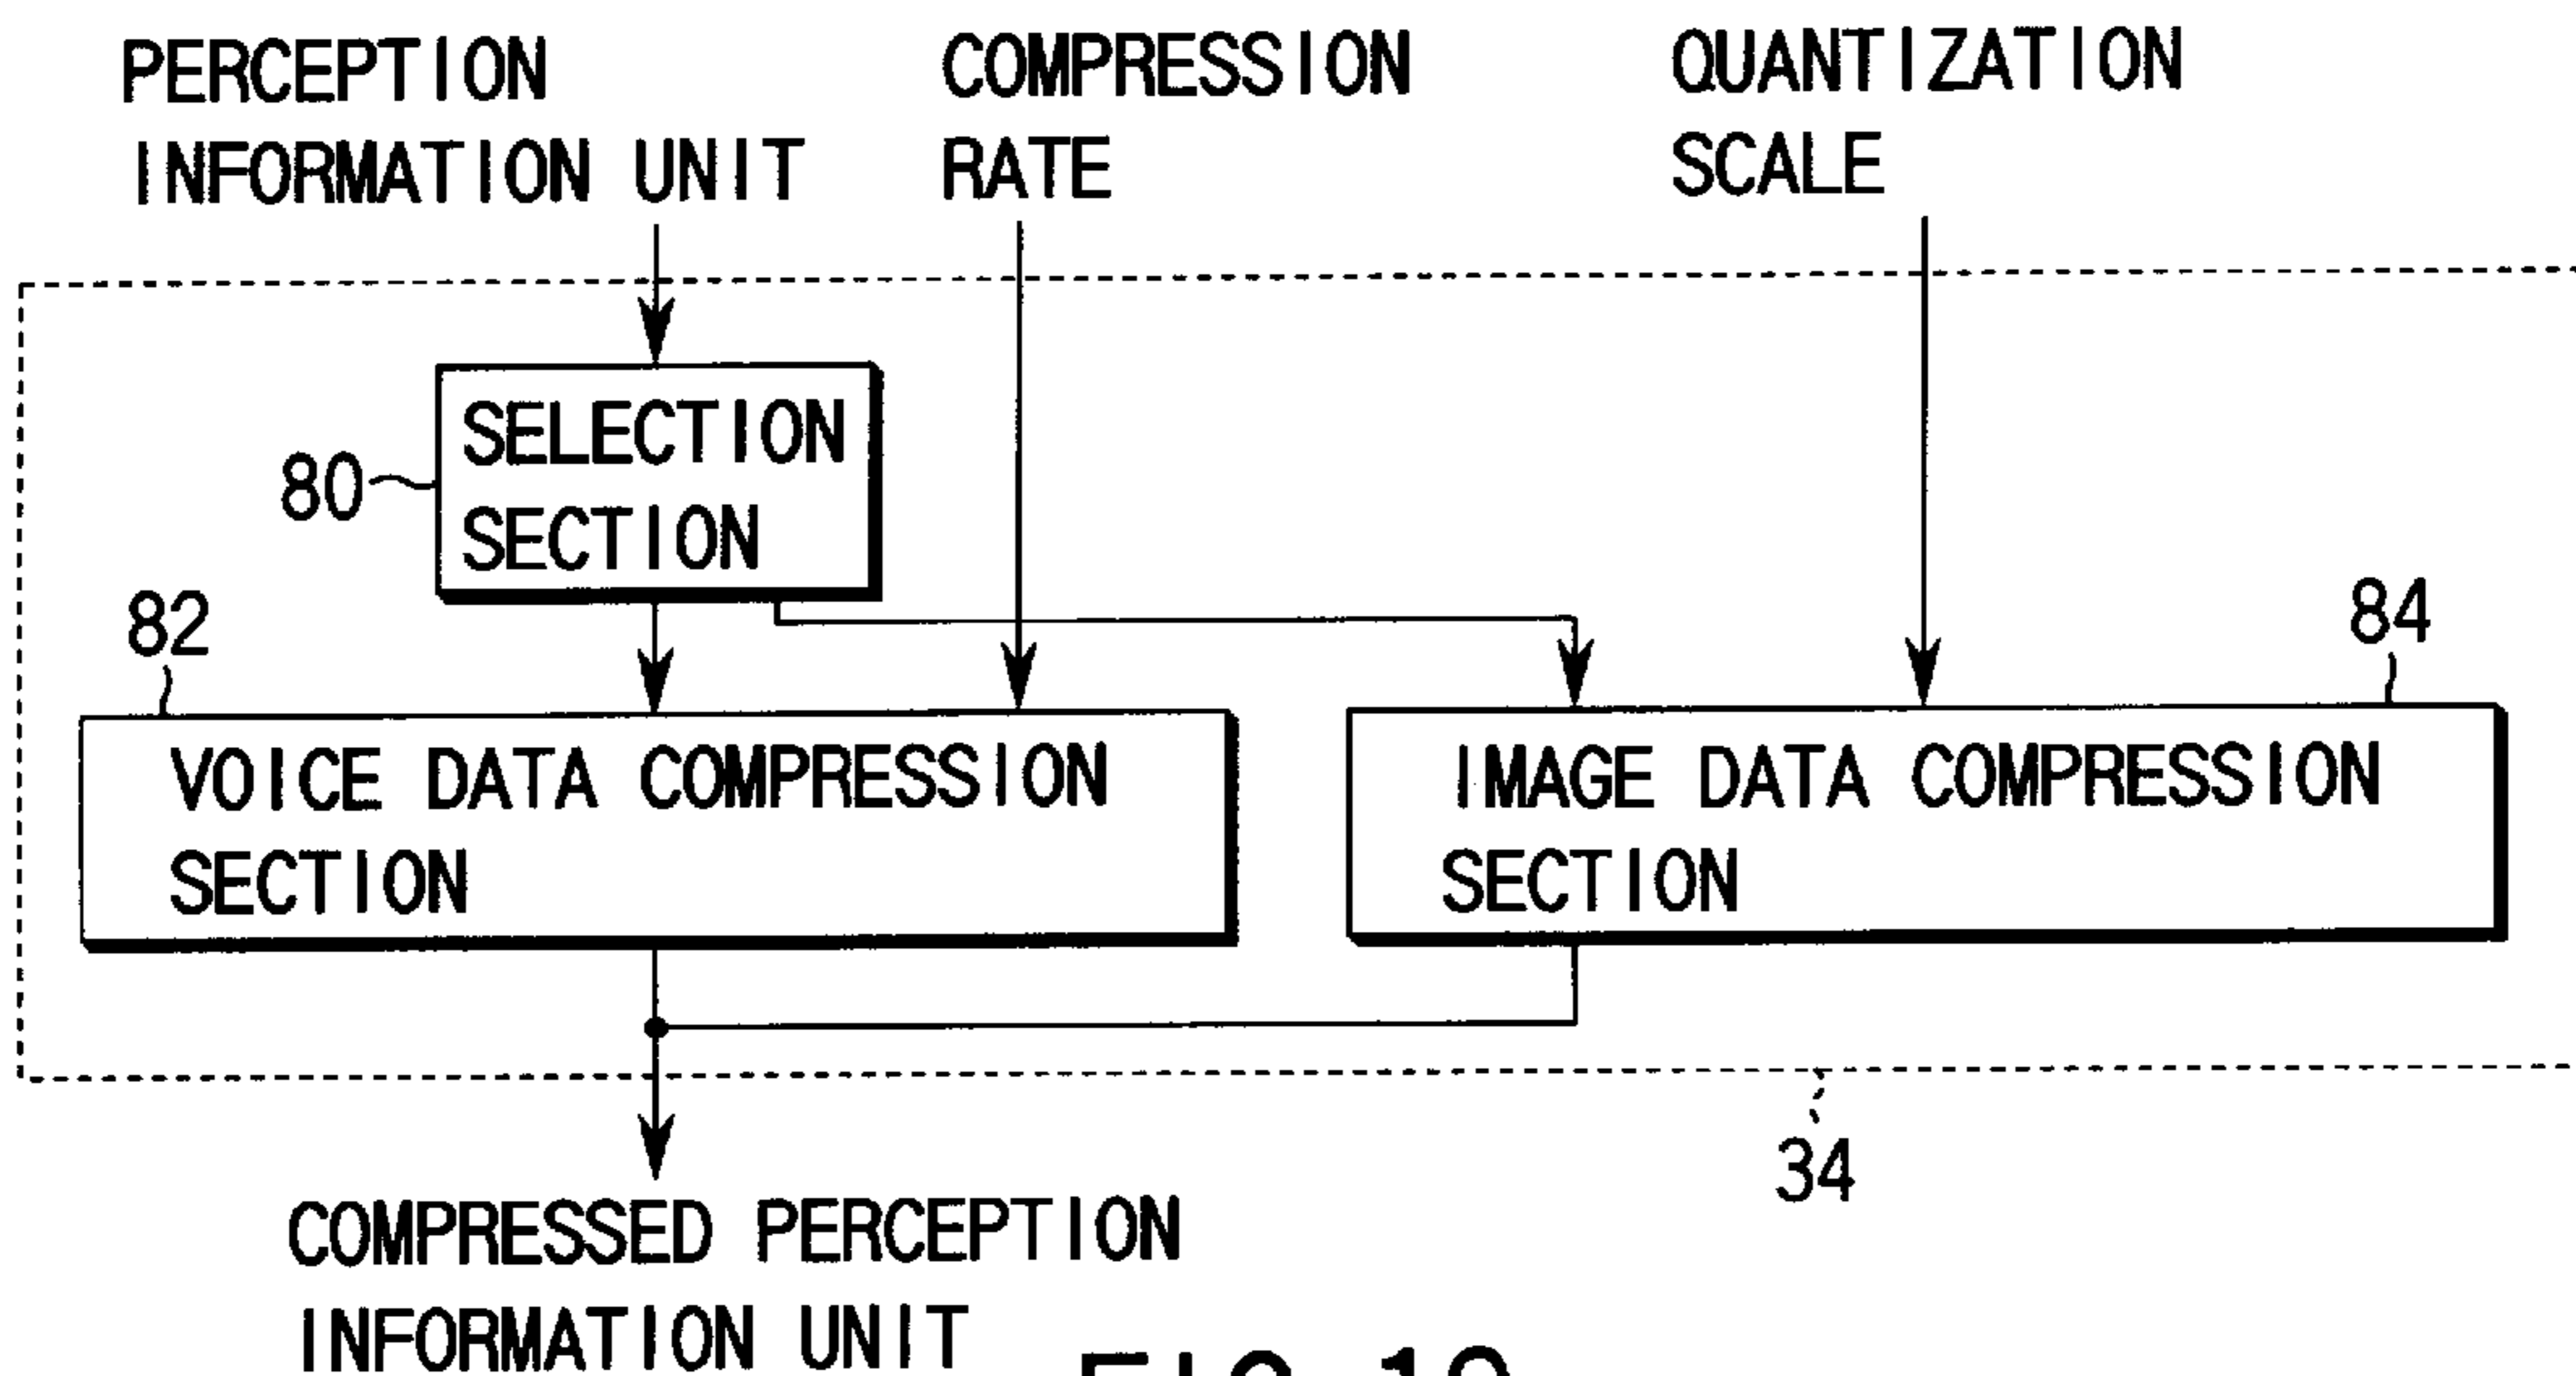 PERCEPTION
INFORMATION UNIT
COMPRESSION
RATE
QUANTIZATION
SCALE
SELECTION
SECTION
80
82
84
VOICE DATA COMPRESSION
SECTION
IMAGE DATA COMPRESSION
SECTION
34
COMPRESSED PERCEPTION
INFORMATION UNIT